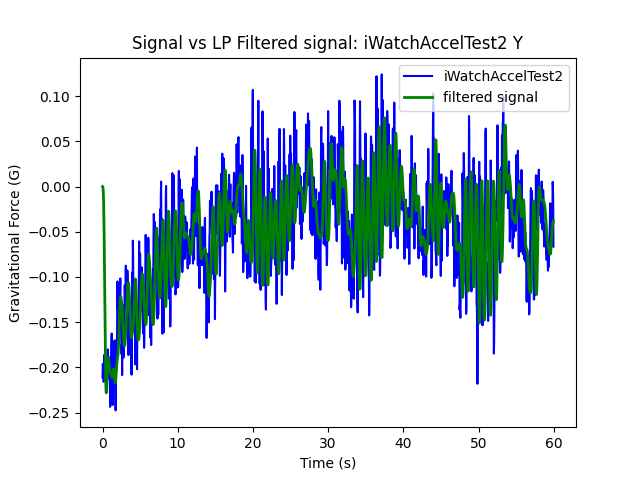 Signal vs LP Filtered signal: iWatchAccelTest2 Y
iWatchAccelTest2
filtered signal
Gravitational Force (G)
0.10
0.05
0.00
−0.05
−0.10
−0.15
−0.20
−0.25
0 10 20 30 40 50 60
Time (s)